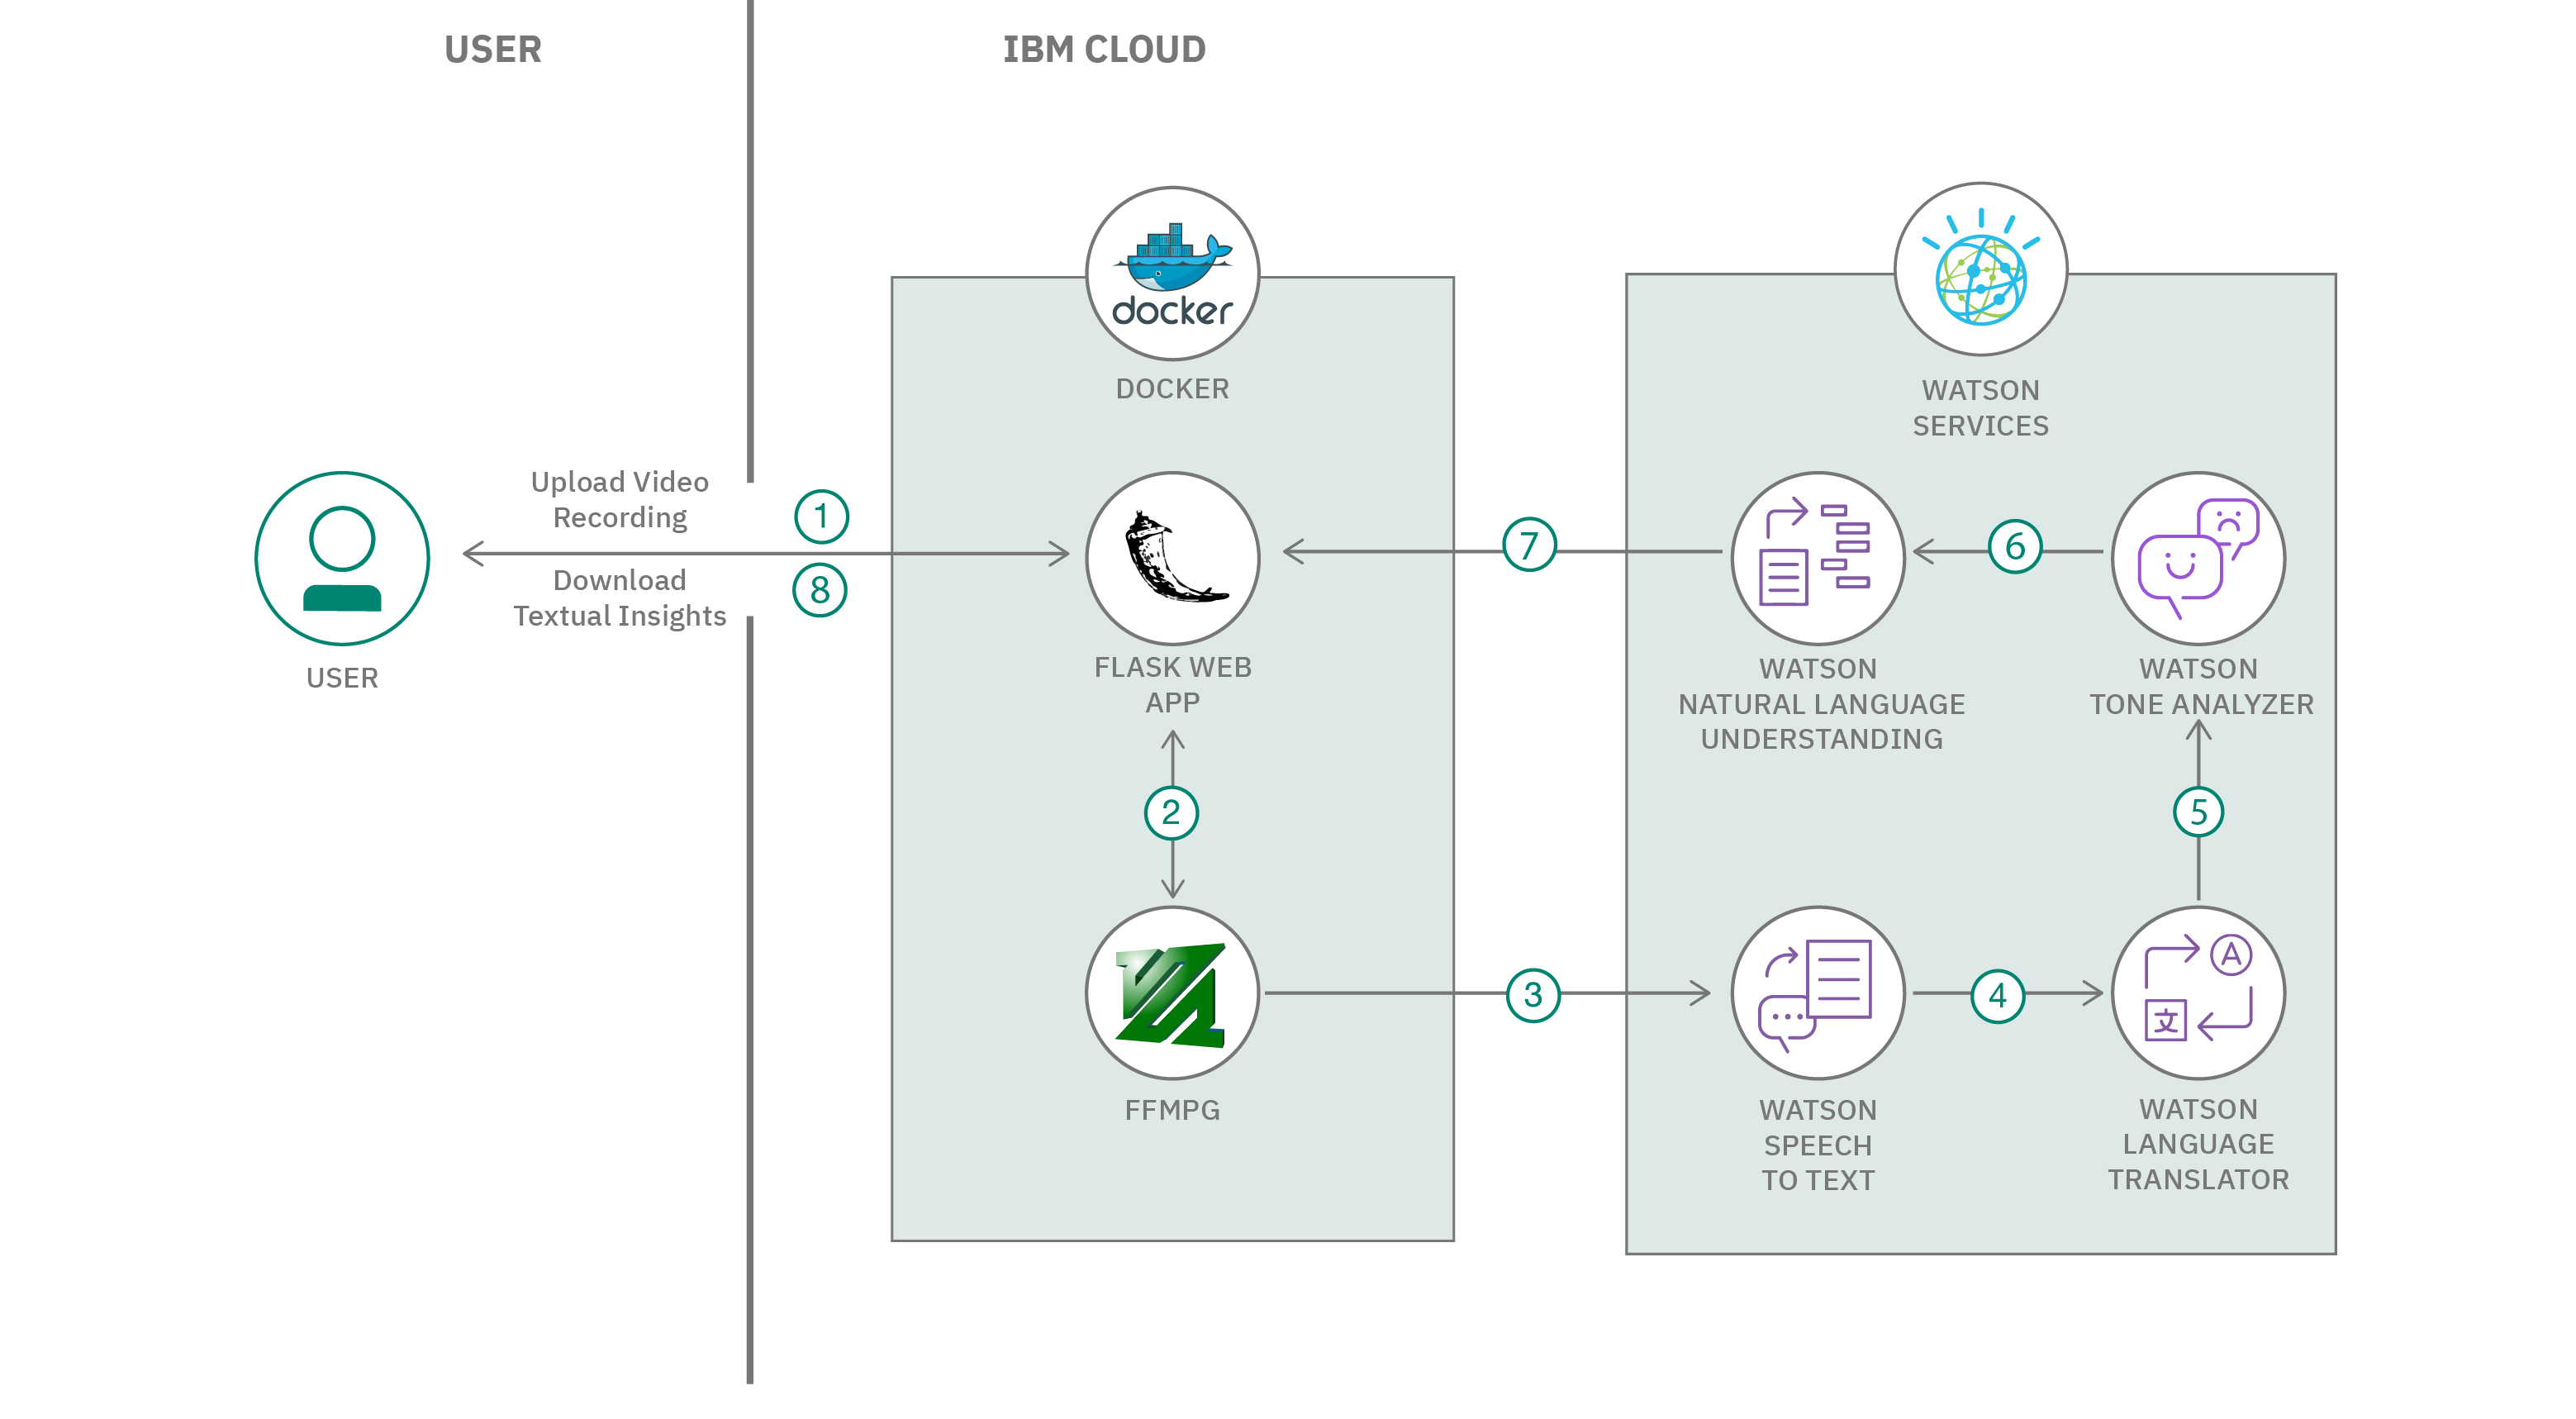 USER
IBM CLOUD
docker
DOCKER
WATSON
SERVICES
Upload Video
Recording
1
Download
Textual Insights
8
USER
FLASK WEB
APP
7
WATSON
NATURAL LANGUAGE
UNDERSTANDING
6
WATSON
TONE ANALYZER
2
5
FFMPG
3
WATSON
SPEECH
TO TEXT
4
A
文
WATSON
LANGUAGE
TRANSLATOR